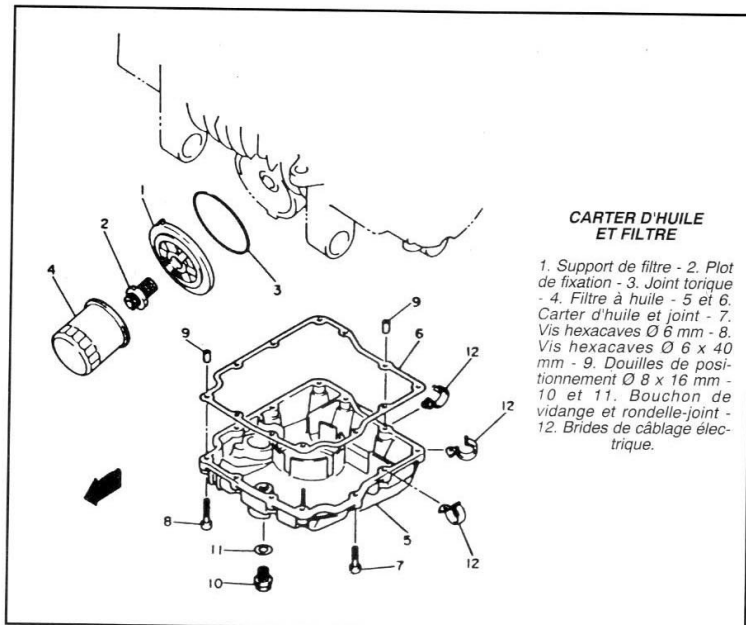 1
2
4
3
9
9
6
12
12
12
8
11
10
7
5
CARTER D'HUILE
ET FILTRE
1. Support de filtre - 2. Plot
de fixation - 3. Joint torique
- 4. Filtre à huile - 5 et 6.
Carter d'huile et joint - 7.
Vis hexacaves Ø 6 mm - 8.
Vis hexacaves Ø 6 x 40
mm - 9. Douilles de posi-
tionnement Ø 8 x 16 mm -
10 et 11. Bouchon de
vidange et rondelle-joint -
12. Brides de câblage élec-
trique.